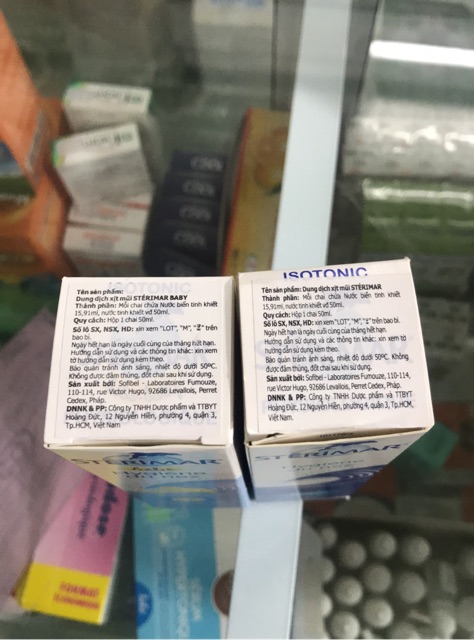 ISOTONIC
Tên sản phẩm:
Dung dịch xịt mũi STÉRIMAR BABY
Thành phần: Mỗi chai chứa Nước biển tinh khiết
15,91ml, nước tinh khiết vđ 50ml.
Quy cách: Hộp 1 chai 50ml.
Số lô SX, NSX, HD: xin xem "LOT", "M", "⌛" trên
bao bì.
Ngày hết hạn là ngày cuối cùng của tháng hết hạn.
Hướng dẫn sử dụng và các thông tin khác: xin xem
tờ hướng dẫn sử dụng kèm theo.
Bảo quản tránh ánh sáng, nhiệt độ dưới 50ºC.
Không được đâm thủng, đốt chai sau khi sử dụng.
Sản xuất bởi: Sofibel - Laboratoires Fumouze,
110-114, rue Victor Hugo, 92686 Levallois, Perret
Cedex, Pháp.
DNNK & PP: Công ty TNHH Dược phẩm và TTBYT
Hoàng Đức, 12 Nguyễn Hiền, phường 4, quận 3,
Tp.HCM, Việt Nam
STÉRIMAR
Hygiène
du nez
ISOTONIC
Tên sản phẩm: Dung dịch xịt mũi STÉRIMAR
Thành phần: Mỗi chai chứa Nước biển tinh khiết
15,91ml, nước tinh khiết vđ 50ml.
Quy cách: Hộp 1 chai 50ml.
Số lô SX, NSX, HD: xin xem "LOT", "M", "⌛" trên
bao bì.
Ngày hết hạn là ngày cuối cùng của tháng hết hạn.
Hướng dẫn sử dụng và các thông tin khác: xin xem tờ
hướng dẫn sử dụng kèm theo.
Bảo quản tránh ánh sáng, nhiệt độ dưới 50ºC. Không
được đâm thủng, đốt chai sau khi sử dụng.
Sản xuất bởi: Sofibel - Laboratoires Fumouze, 110-114,
rue Victor Hugo, 92686 Levallois, Perret Cedex, Pháp.
DNNK & PP: Công ty TNHH Dược phẩm và TTBYT
Hoàng Đức, 12 Nguyễn Hiền, phường 4, quận 3, Tp.HCM,
Việt Nam
STÉRIMAR